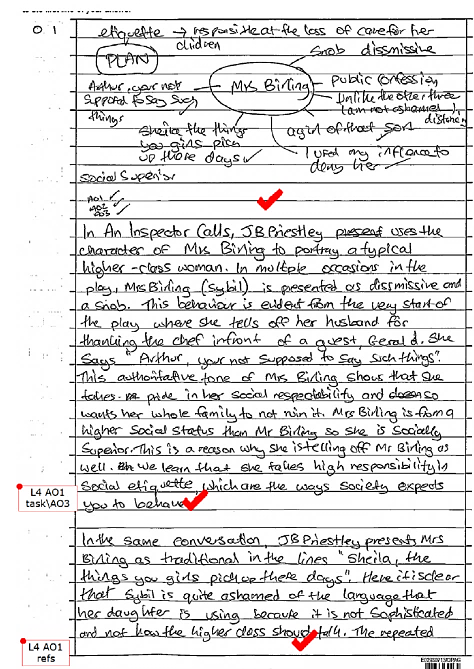 0 1
etiquette → responsible at the loss of care for her
children
PLAN
Snob dismissive
Mrs Birling
Author, your not
supposed to say such
things
public confession
Unlike the other three
I am not ashamed
distance
Sheila the things
you girls pick
up these days
a girl of that sort
I used my influence to
deny her
Social Superior
AO1
AO2
AO3
In An Inspector Calls, JB Priestley present uses the
character of Mrs Birling to portray a typical
higher-class woman. In multiple occasions in the
play, Mrs Birling (Sybil) is presented as dismissive and
a snob. This behaviour is evident from the very start of
the play where she tells off her husband for
thanking the chef infront of a guest, Gerald. She
says "Arthur, your not supposed to say such things".
This authoritative tone of Mrs Birling shows that she
takes pride in her social respectability and
wants her whole family to not ruin it. Mrs Birling is from a
higher social status than Mr Birling so she is socially
Superior. This is a reason why she is telling off Mr Birling as
well. we learn that she takes high responsibility in
Social etiquette, which are the ways society expects
you to behave.
L4 AO1
task\AO3
In the same conversation, JB Priestley presents Mrs
Birling as traditional in the lines "Sheila, the
things you girls pick up these days". Here it is clear
that Sybil is quite ashamed of the language that
her daughter is using because it is not sophisticated
and not how the higher class should talk. The repeated
L4 AO1
refs